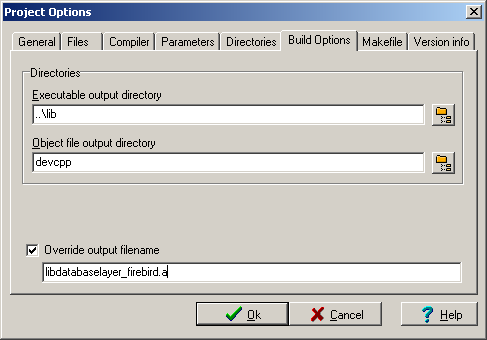 Project Options
General Files Compiler Parameters Directories Build Options Makefile Version info
Directories
Executable output directory
..\lib
Object file output directory
devcpp
Override output filename
libdatabaselayer_firebird.a
Ok Cancel ? Help